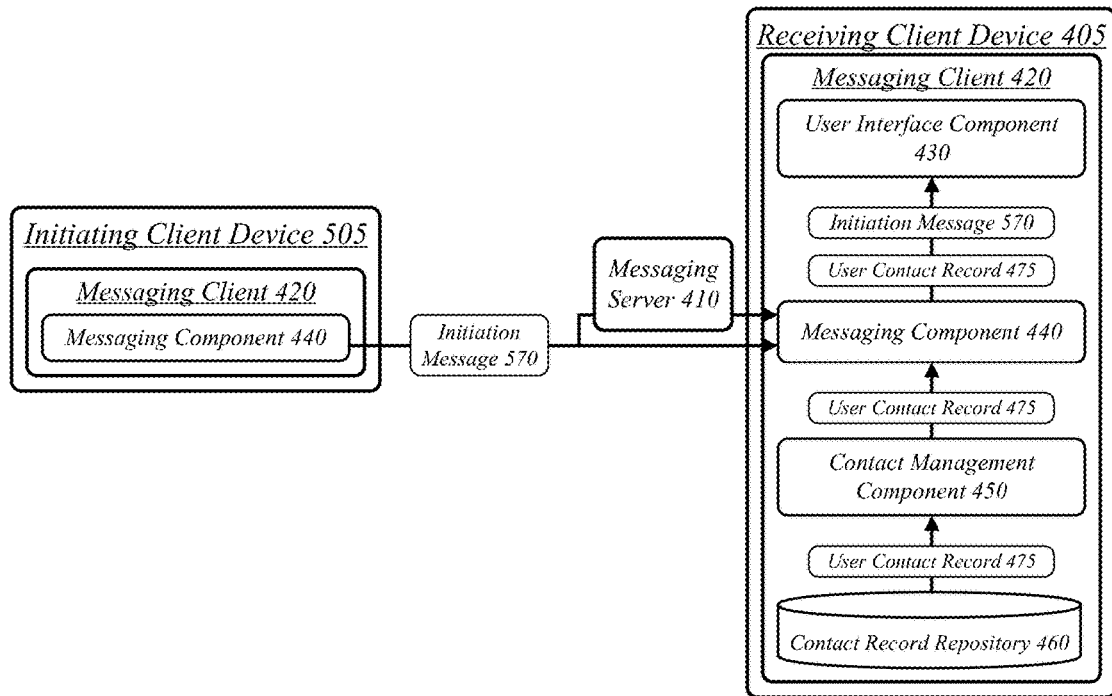 Receiving Client Device 405
Messaging Client 420
User Interface Component
430
Initiation Message 570
User Contact Record 475
Messaging Component 440
User Contact Record 475
Contact Management
Component 450
User Contact Record 475
Contact Record Repository 460
Initiating Client Device 505
Messaging Client 420
Messaging Component 440
Initiation
Message 570
Messaging
Server 410